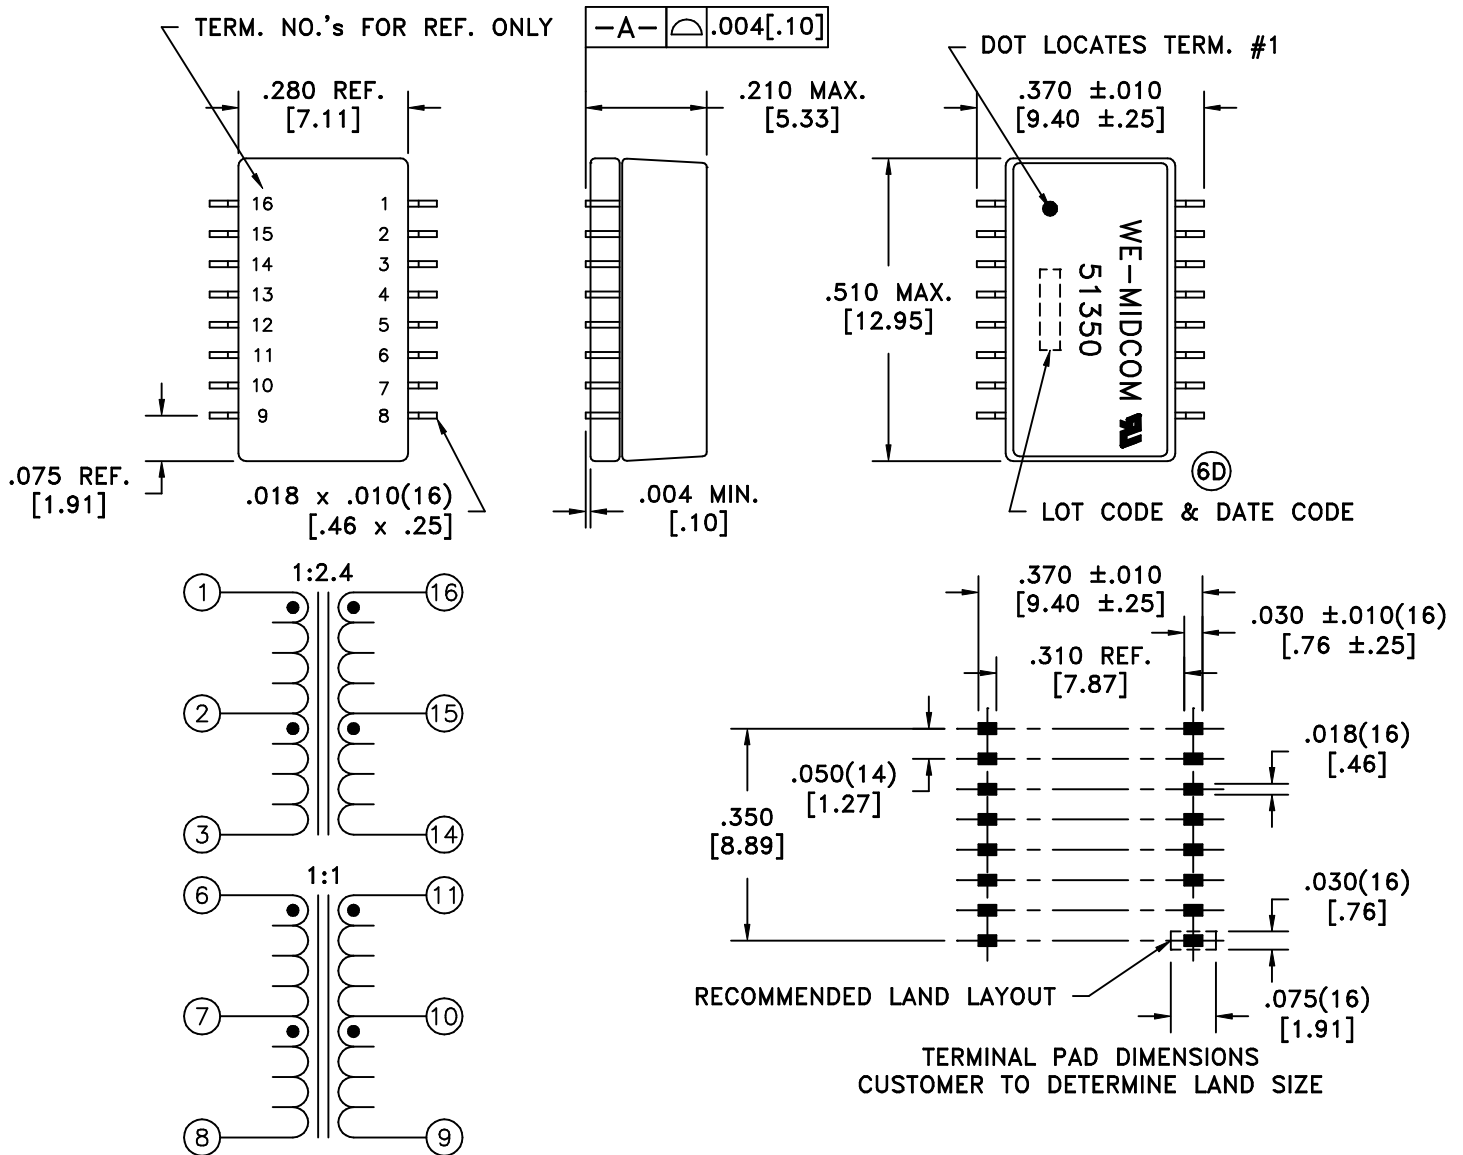 TERM. NO.'s FOR REF. ONLY
-A- .004[.10]
DOT LOCATES TERM. #1
.280 REF.
[7.11]
.210 MAX.
[5.33]
.370 ±.010
[9.40 ±.25]
16 1
15 2
14 3
13 4
12 5
11 6
10 7
9 8
.075 REF.
[1.91]
.018 x .010(16)
[.46 x .25]
.004 MIN.
[.10]
.510 MAX.
[12.95]
WE-MIDCOM
51350
6D
LOT CODE & DATE CODE
1:2.4
1 16
2 15
3 14
1:1
6 11
7 10
8 9
.370 ±.010
[9.40 ±.25]
.030 ±.010(16)
[.76 ±.25]
.310 REF.
[7.87]
.018(16)
[.46]
.050(14)
[1.27]
.350
[8.89]
.030(16)
[.76]
RECOMMENDED LAND LAYOUT
.075(16)
[1.91]
TERMINAL PAD DIMENSIONS
CUSTOMER TO DETERMINE LAND SIZE